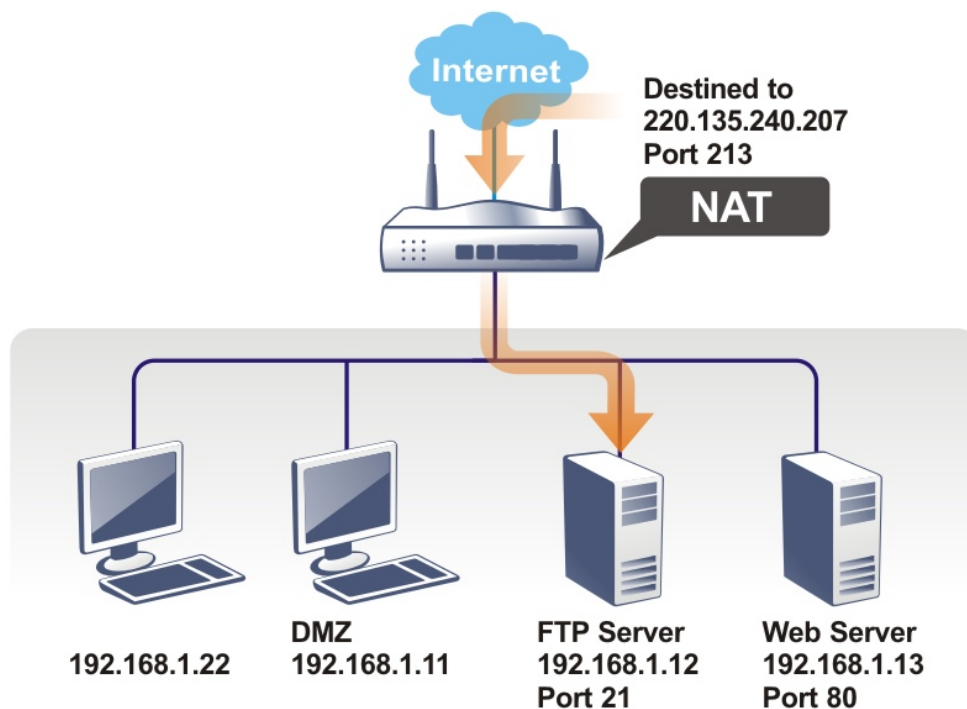 Internet
Destined to
220.135.240.207
Port 213
NAT
192.168.1.22
DMZ
192.168.1.11
FTP Server
192.168.1.12
Port 21
Web Server
192.168.1.13
Port 80